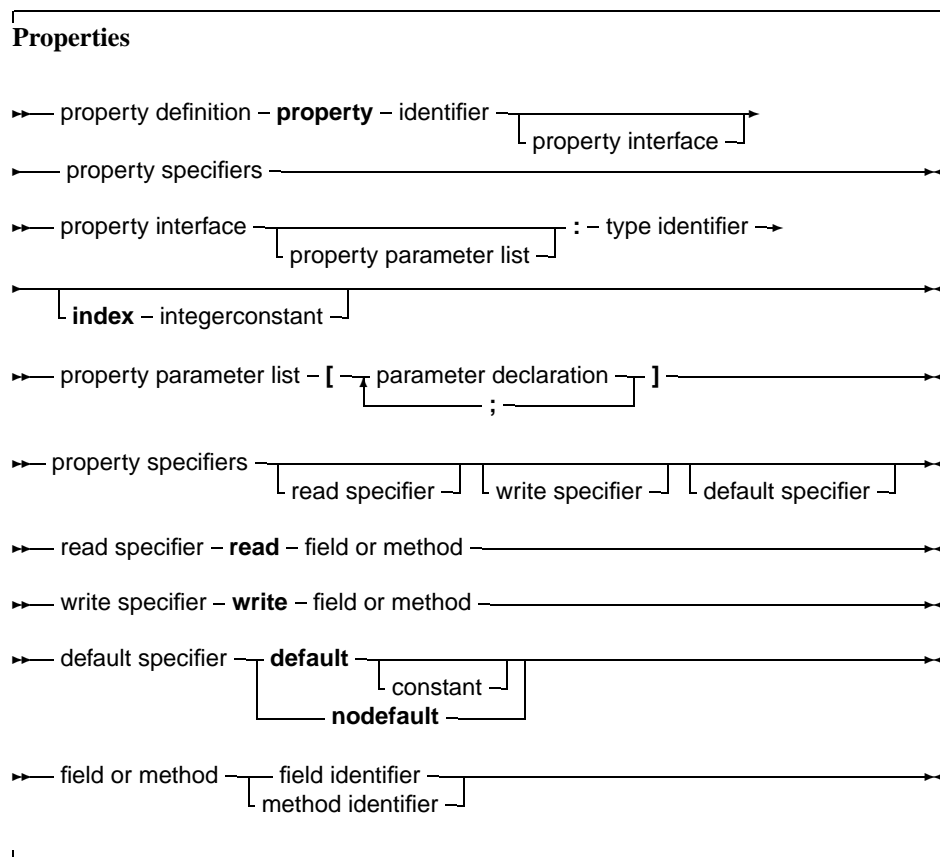 Properties
property definition – property – identifier
property interface
property specifiers
property interface : – type identifier
property parameter list
index – integerconstant
property parameter list – [ parameter declaration ]
;
property specifiers
read specifier write specifier default specifier
read specifier – read – field or method
write specifier – write – field or method
default specifier default
constant
nodefault
field or method field identifier
method identifier